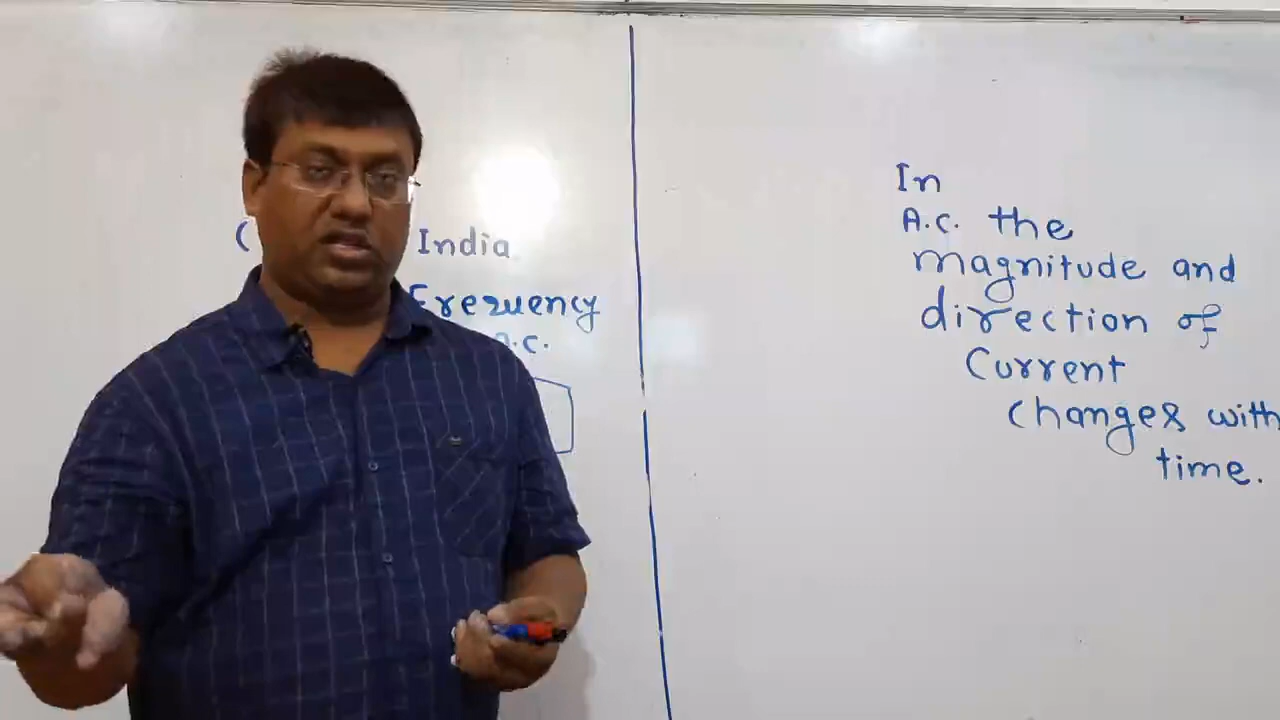 (
India
Frequency
A.C.
In
A.C. the
magnitude and
direction of
Current
Changes with
time.